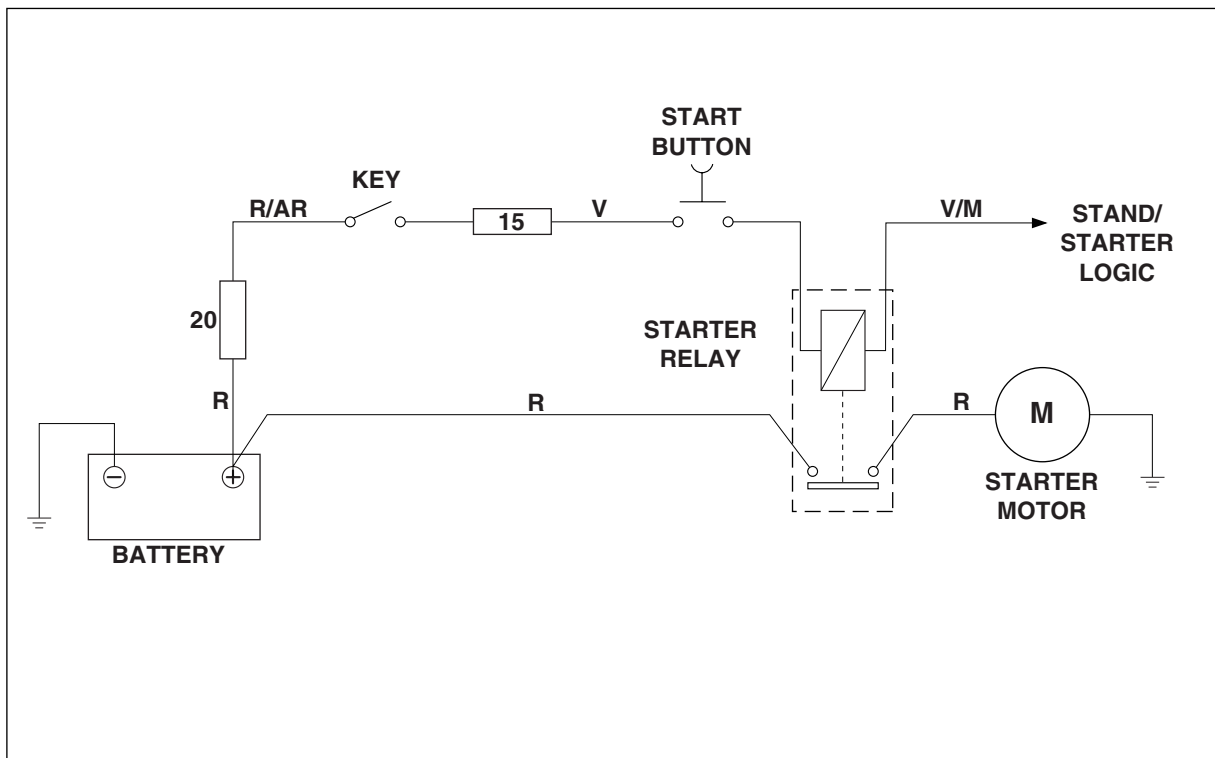 START
BUTTON
KEY
R/AR
15
V
V/M
STAND/
STARTER
LOGIC
20
STARTER
RELAY
R
R
R
M
STARTER
MOTOR
BATTERY